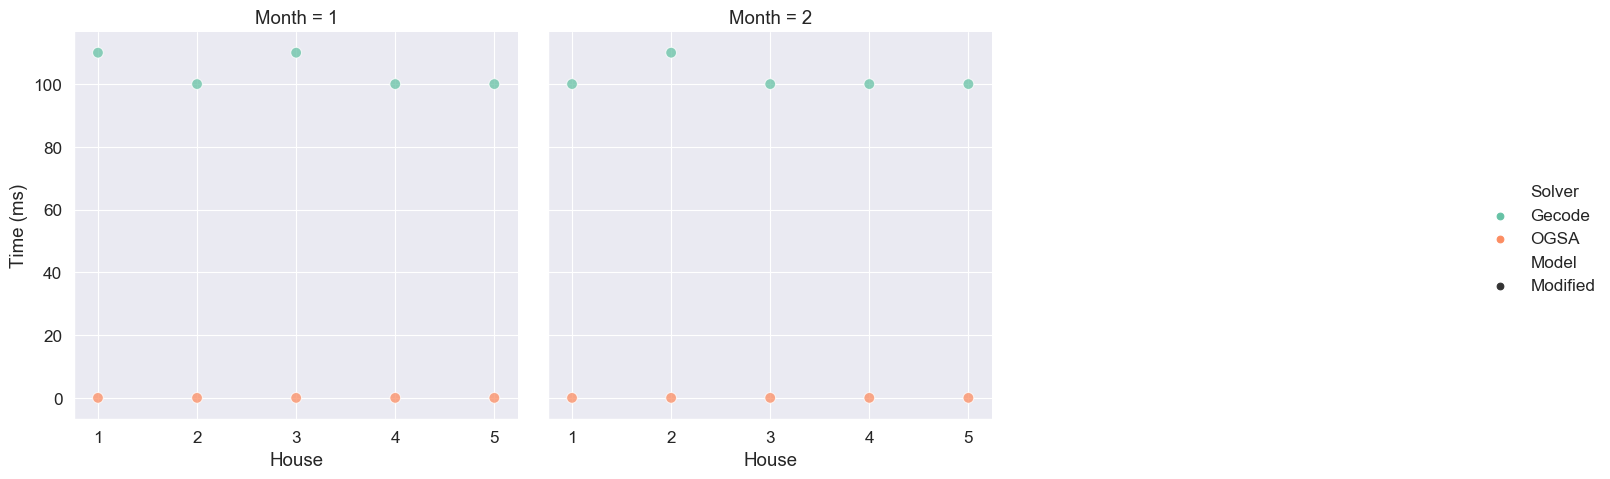 Month = 1
Month = 2
Time (ms)
100
80
60
40
20
0
1 2 3 4 5
House
1 2 3 4 5
House
Solver
Gecode
OGSA
Model
Modified